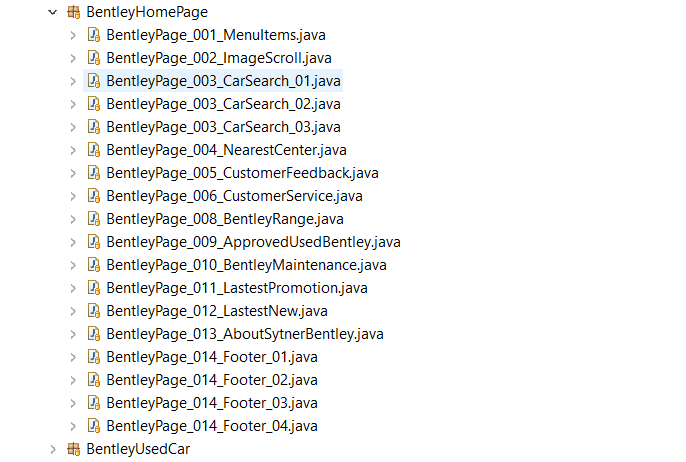 BentleyHomePage
BentleyPage_001_MenuItems.java
BentleyPage_002_ImageScroll.java
BentleyPage_003_CarSearch_01.java
BentleyPage_003_CarSearch_02.java
BentleyPage_003_CarSearch_03.java
BentleyPage_004_NearestCenter.java
BentleyPage_005_CustomerFeedback.java
BentleyPage_006_CustomerService.java
BentleyPage_008_BentleyRange.java
BentleyPage_009_ApprovedUsedBentley.java
BentleyPage_010_BentleyMaintenance.java
BentleyPage_011_LastestPromotion.java
BentleyPage_012_LastestNew.java
BentleyPage_013_AboutSytnerBentley.java
BentleyPage_014_Footer_01.java
BentleyPage_014_Footer_02.java
BentleyPage_014_Footer_03.java
BentleyPage_014_Footer_04.java
BentleyUsedCar